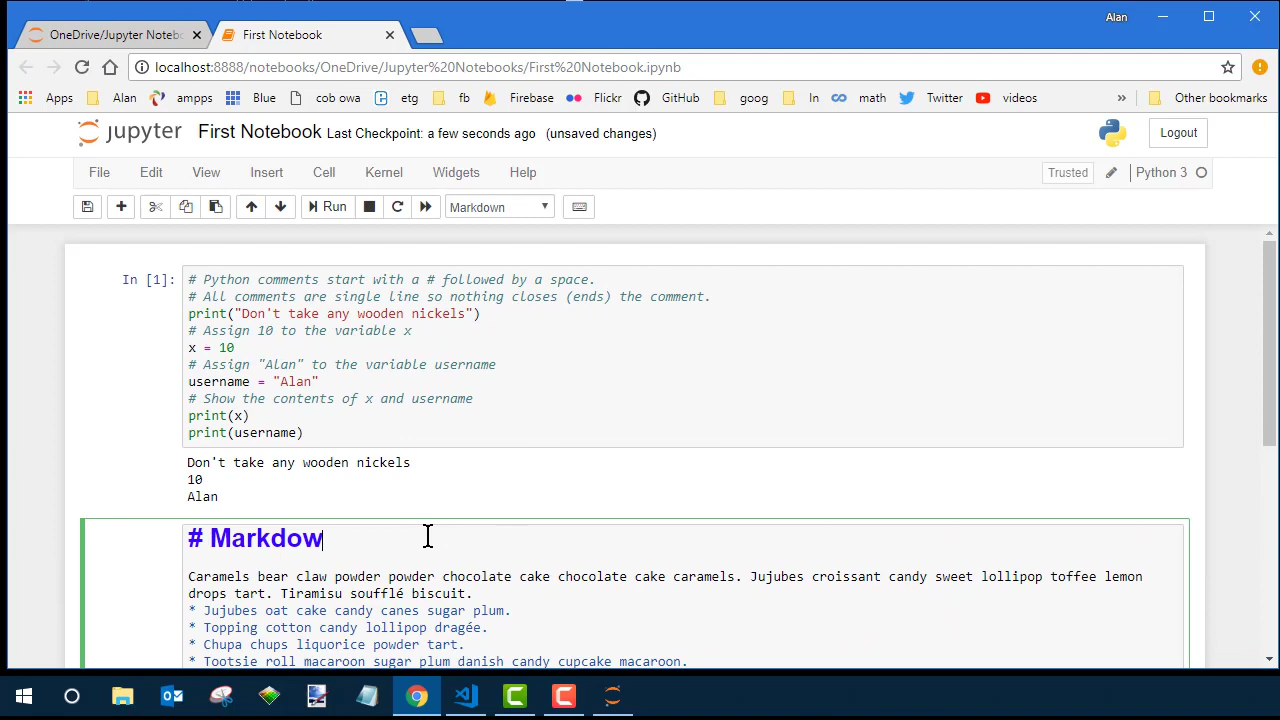 Alan
OneDrive/Jupyter Noteb
First Notebook
localhost:8888/notebooks/OneDrive/Jupyter%20Notebooks/First%20Notebook.ipynb
Apps Alan ampps Blue cob owa etg fb Firebase Flickr GitHub goog In math Twitter videos » Other bookmarks
jupyter First Notebook Last Checkpoint: a few seconds ago (unsaved changes) Logout
File Edit View Insert Cell Kernel Widgets Help Trusted Python 3
Run Markdown
In [1]: # Python comments start with a # followed by a space.
# All comments are single line so nothing closes (ends) the comment.
print("Don't take any wooden nickels")
# Assign 10 to the variable x
x = 10
# Assign "Alan" to the variable username
username = "Alan"
# Show the contents of x and username
print(x)
print(username)
Don't take any wooden nickels
10
Alan
# Markdow
Caramels bear claw powder powder chocolate cake chocolate cake caramels. Jujubes croissant candy sweet lollipop toffee lemon
drops tart. Tiramisu soufflé biscuit.
* Jujubes oat cake candy canes sugar plum.
* Topping cotton candy lollipop dragée.
* Chupa chups liquorice powder tart.
* Tootsie roll macaroon sugar plum danish candy cupcake macaroon.